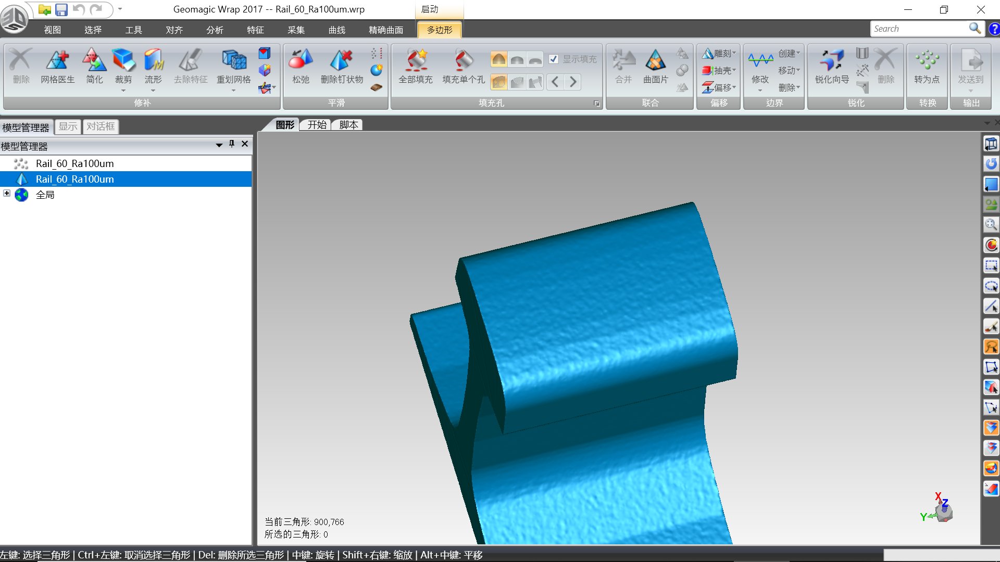 Geomagic Wrap 2017 -- Rail_60_Ra100um.wrp
启动
视图 选择 工具 对齐 分析 特征 采集 曲线 精确曲面 多边形
Search
删除 网格医生 简化 裁剪 流形 去除特征 重划网格
修补
松弛 删除钉状物
平滑
全部填充 填充单个孔 显示填充
填充孔
合并 曲面片
联合
雕刻
抽壳
偏移
偏移
修改 创建
移动
删除
边界
锐化向导 删除
锐化
转为点
转换
发送到
输出
模型管理器 显示 对话框
图形 开始 脚本
模型管理器
Rail_60_Ra100um
Rail_60_Ra100um
全局
X
Z
Y
当前三角形: 900,766
所选的三角形: 0
左键: 选择三角形 | Ctrl+左键: 取消选择三角形 | Del: 删除所选三角形 | 中键: 旋转 | Shift+右键: 缩放 | Alt+中键: 平移